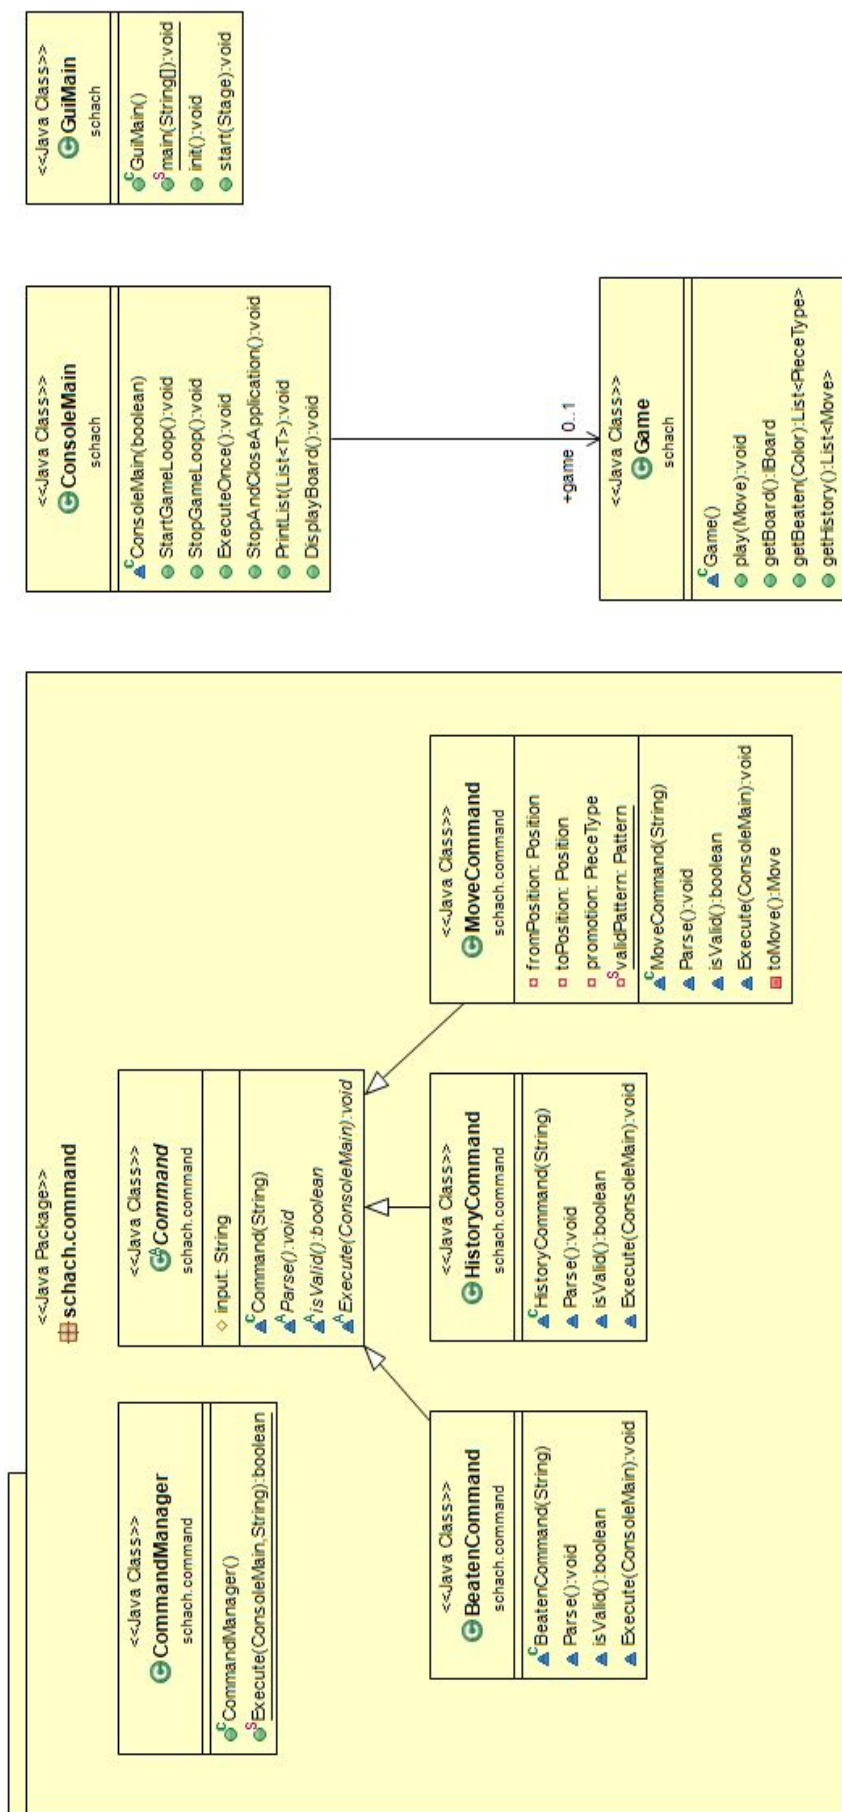 <<Java Package>>
schach.command
<<Java Class>>
CommandManager
schach.command
CommandManager()
Execute(ConsoleMain,String):boolean
<<Java Class>>
Command
schach.command
input: String
Command(String)
Parse():void
isValid():boolean
Execute(ConsoleMain):void
<<Java Class>>
BeatenCommand
schach.command
BeatenCommand(String)
Parse():void
isValid():boolean
Execute(ConsoleMain):void
<<Java Class>>
HistoryCommand
schach.command
HistoryCommand(String)
Parse():void
isValid():boolean
Execute(ConsoleMain):void
<<Java Class>>
MoveCommand
schach.command
fromPosition: Position
toPosition: Position
promotion: PieceType
validPattern: Pattern
MoveCommand(String)
Parse():void
isValid():boolean
Execute(ConsoleMain):void
toMove():Move
<<Java Class>>
ConsoleMain
schach
ConsoleMain(boolean)
StartGameLoop():void
StopGameLoop():void
ExecuteOnce():void
StopAndCloseApplication():void
PrintList(List<T>):void
DisplayBoard():void
+game 0..1
<<Java Class>>
Game
schach
Game()
play(Move):void
getBoard():IBoard
getBeaten(Color):List<PieceType>
getHistory():List<Move>
<<Java Class>>
GuiMain
schach
GuiMain()
main(String[]):void
init():void
start(Stage):void